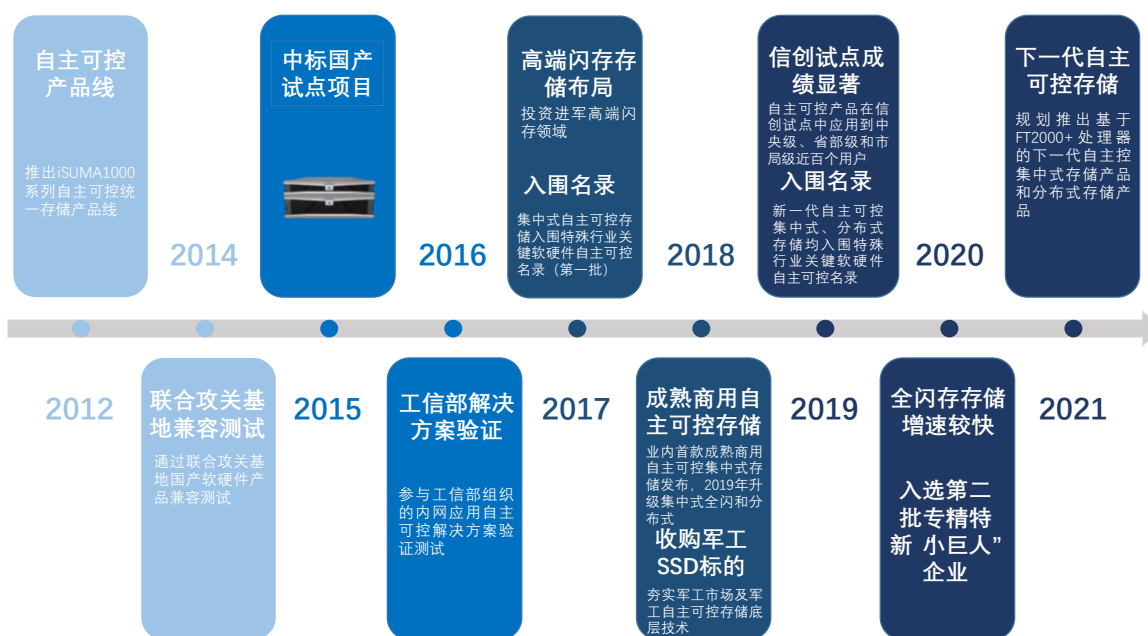 自主可控
产品线
推出iSUMA1000
系列自主可控统
一存储产品线
2012
2014
联合攻关基
地兼容测试
通过联合攻关基
地国产软硬件产
品兼容测试
中标国产
试点项目
2015
2016
工信部解决
方案验证
参与工信部组织
的内网应用自主
可控解决方案验
证测试
高端闪存存
储布局
投资进军高端闪
存领域
入围名录
集中式自主可控存
储入围特殊行业关
键软硬件自主可控
名录（第一批）
2017
2018
成熟商用自
主可控存储
业内首款成熟商用
自主可控集中式存
储发布，2019年升
级集中式全闪和分
布式
收购军工
SSD标的
夯实军工市场及军
工自主可控存储底
层技术
信创试点成
绩显著
自主可控产品在信
创试点中应用到中
央级、省部级和市
局级近百个用户
入围名录
新一代自主可控
集中式、分布式
存储均入围特殊
行业关键软硬件
自主可控名录
2019
2020
全闪存存储
增速较快
入选第二
批专精特
新“小巨人”
企业
下一代自主
可控存储
规划推出基于
FT2000+处理器
的下一代自主控
集中式存储产品
和分布式存储产
品
2021